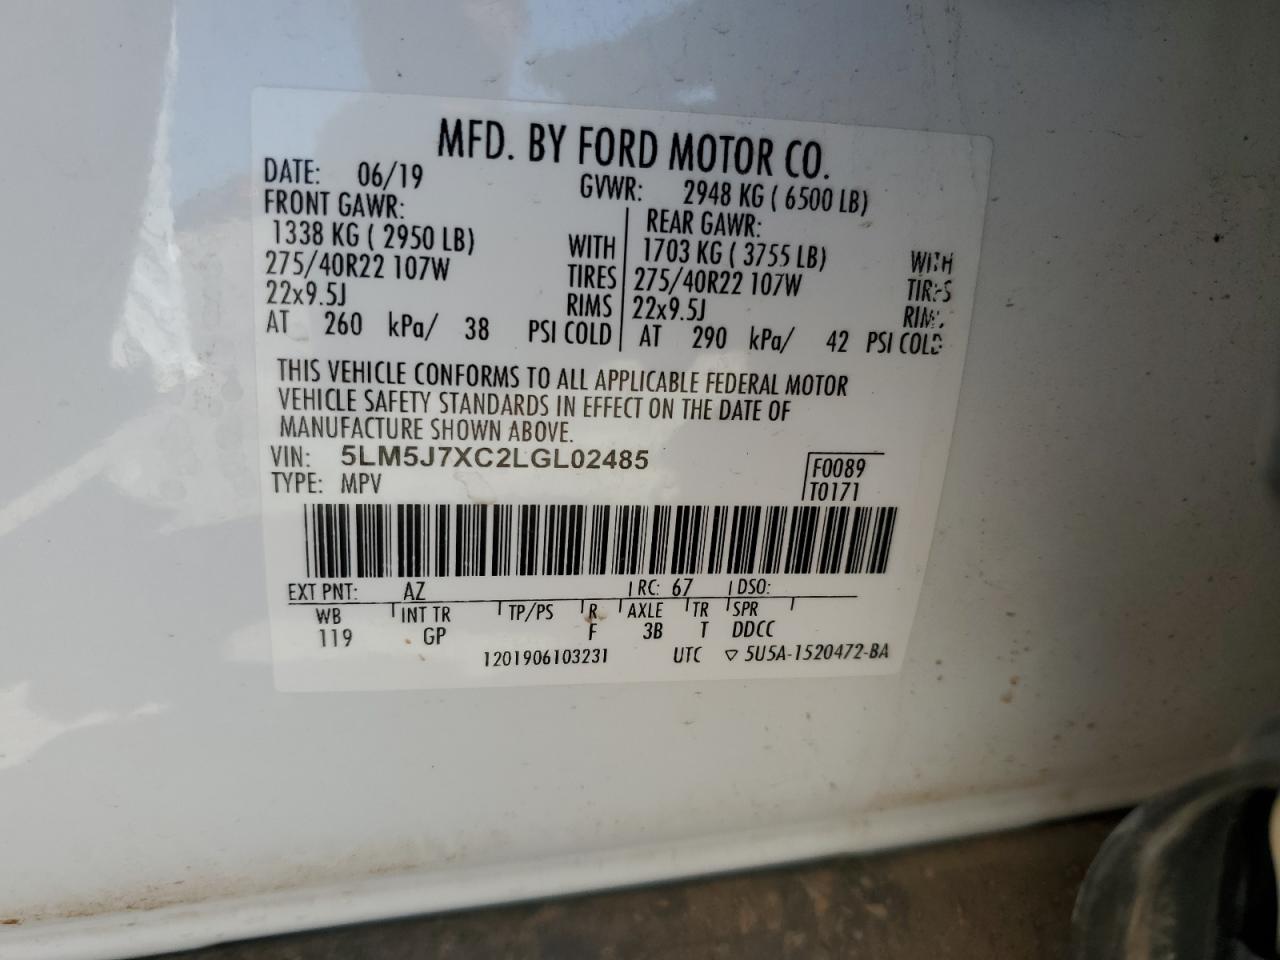 MFD. BY FORD MOTOR CO.
DATE: 06/19 GVWR: 2948 KG ( 6500 LB)
FRONT GAWR: REAR GAWR:
1338 KG ( 2950 LB) WITH 1703 KG ( 3755 LB) WITH
275/40R22 107W TIRES 275/40R22 107W TIRES
22x9.5J RIMS 22x9.5J RIMS
AT 260 kPa/ 38 PSI COLD AT 290 kPa/ 42 PSI COLD
THIS VEHICLE CONFORMS TO ALL APPLICABLE FEDERAL MOTOR
VEHICLE SAFETY STANDARDS IN EFFECT ON THE DATE OF
MANUFACTURE SHOWN ABOVE.
VIN: 5LM5J7XC2LGL02485 F0089
TYPE: MPV T0171
EXT PNT: AZ RC: 67 DSO:
WB INT TR TP/PS R AXLE TR SPR
119 GP F 3B T DDCC
1201906103231 UTC ▽ 5U5A-1520472-BA